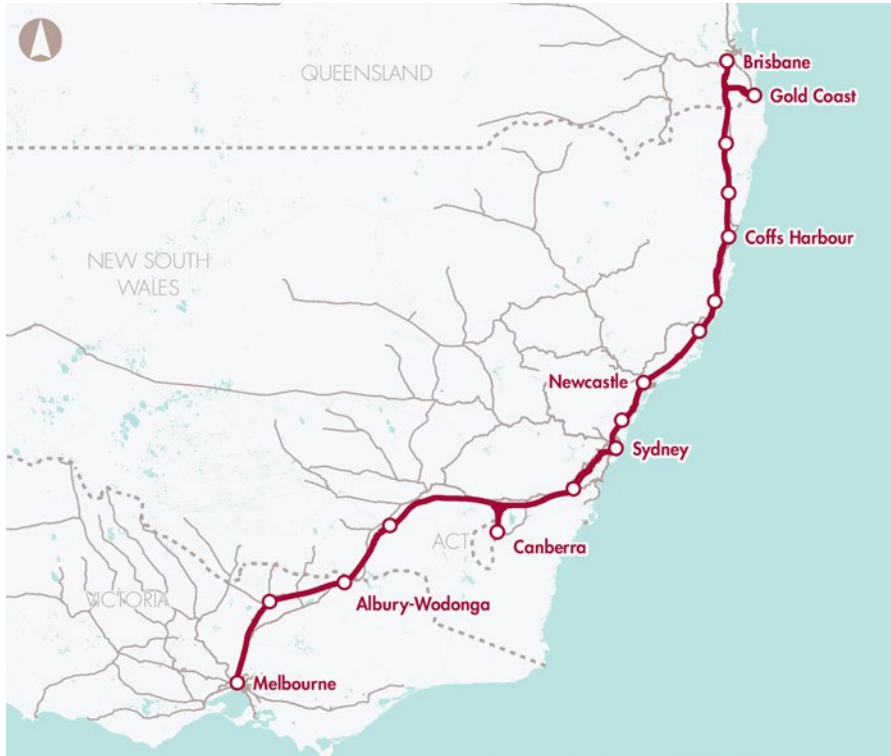 Brisbane
QUEENSLAND
Gold Coast
Coffs Harbour
NEW SOUTH
WALES
Newcastle
Sydney
ACT
Canberra
VICTORIA
Albury-Wodonga
Melbourne